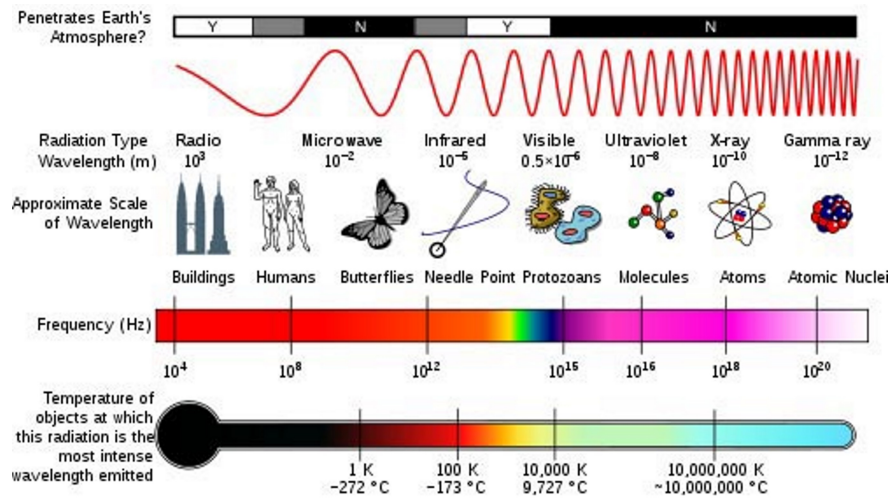 Penetrates Earth's
Atmosphere?
Y N Y N
Radiation Type
Radio Microwave Infrared Visible Ultraviolet X-ray Gamma ray
Wavelength (m)
10³ 10⁻² 10⁻⁵ 0.5×10⁻⁶ 10⁻⁸ 10⁻¹⁰ 10⁻¹²
Approximate Scale
of Wavelength
Buildings Humans Butterflies Needle Point Protozoans Molecules Atoms Atomic Nuclei
Frequency (Hz)
10⁴ 10⁸ 10¹² 10¹⁵ 10¹⁶ 10¹⁸ 10²⁰
Temperature of
objects at which
this radiation is the
most intense
wavelength emitted
1 K 100 K 10,000 K 10,000,000 K
−272 °C −173 °C 9,727 °C ~10,000,000 °C